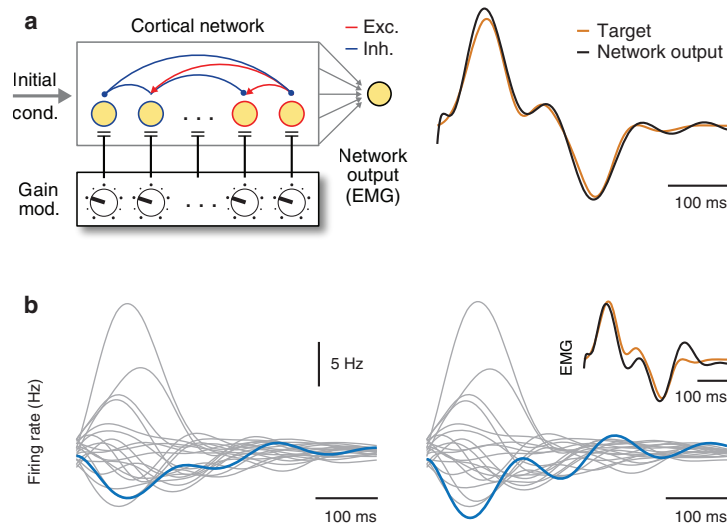 a
Cortical network
Exc.
Inh.
Initial
cond.
. . .
Gain
mod.
. . .
Network
output
(EMG)
Target
Network output
100 ms
b
Firing rate (Hz)
5 Hz
100 ms
EMG
100 ms
100 ms